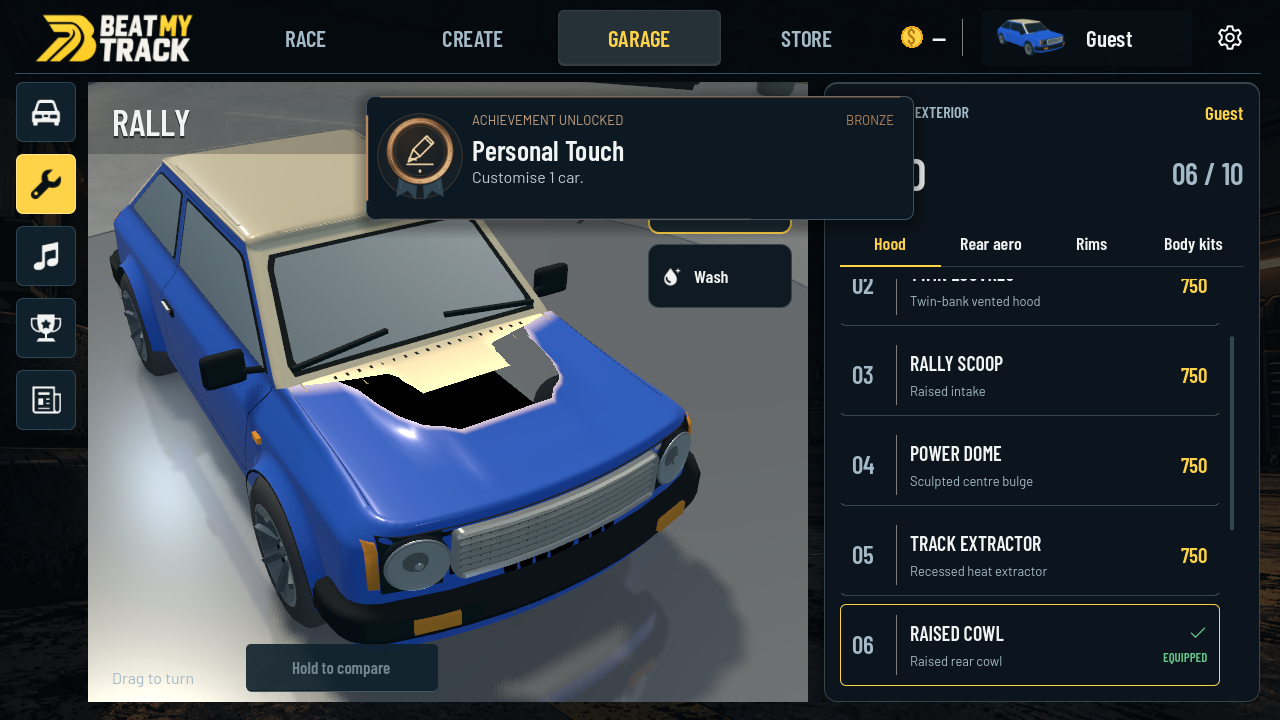 BEAT MY
TRACK
RACE
CREATE
GARAGE
STORE
–
Guest
RALLY
ACHIEVEMENT UNLOCKED
BRONZE
Personal Touch
Customise 1 car.
EXTERIOR
Guest
06 / 10
Wash
Hood
Rear aero
Rims
Body kits
02
Twin-bank vented hood
750
03
RALLY SCOOP
Raised intake
750
04
POWER DOME
Sculpted centre bulge
750
05
TRACK EXTRACTOR
Recessed heat extractor
750
06
RAISED COWL
Raised rear cowl
EQUIPPED
Drag to turn
Hold to compare